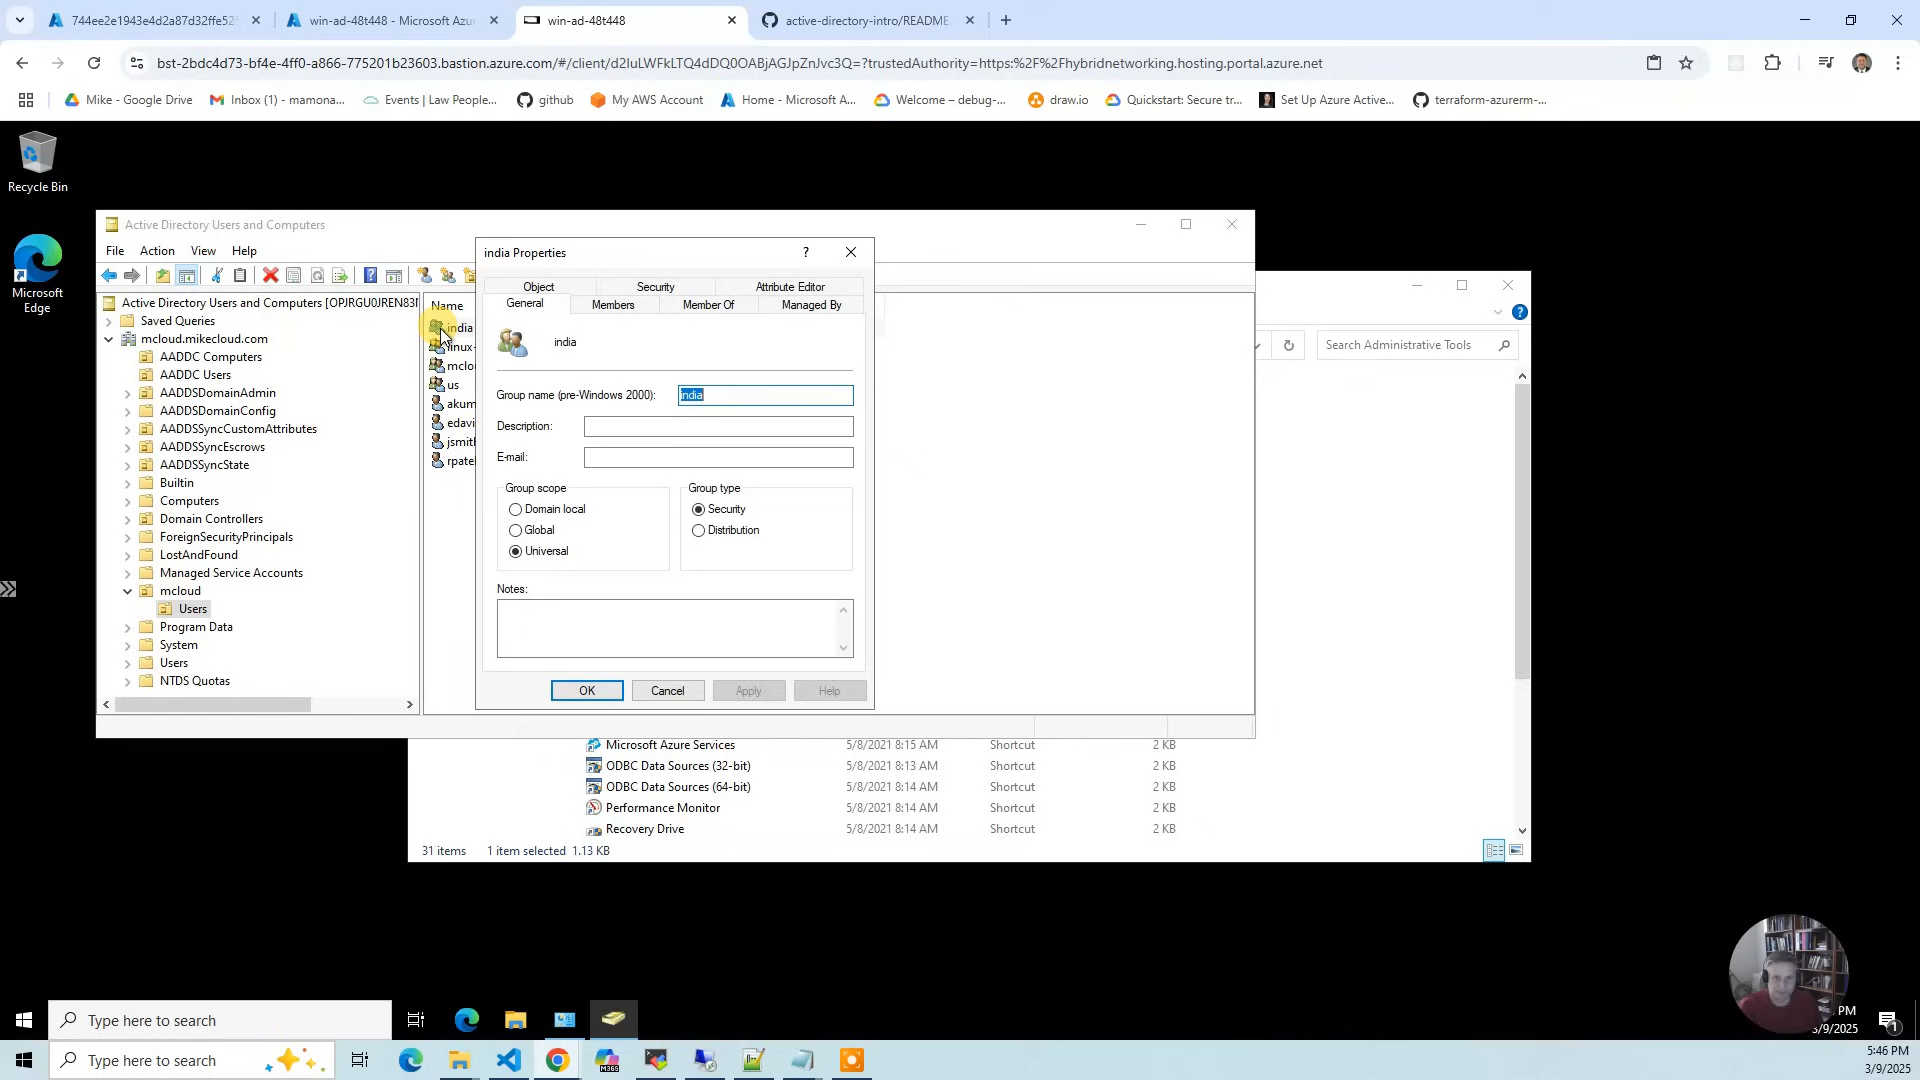 744ee2e1943e4d2a87d32ffe52
win-ad-48t448 - Microsoft Azu
win-ad-48t448
active-directory-intro/README
bst-2bdc4d73-bf4e-4ff0-a866-775201b23603.bastion.azure.com/#/client/d2luLWFkLTQ4dDQ0OABjAGJpZnJvc3Q=?trustedAuthority=https:%2F%2Fhybridnetworking.hosting.portal.azure.net
Mike - Google Drive
Inbox (1) - mamona...
Events | Law People...
github
My AWS Account
Home - Microsoft A...
Welcome – debug-...
draw.io
Quickstart: Secure tr...
Set Up Azure Active...
terraform-azurerm-...
Recycle Bin
Microsoft
Edge
Active Directory Users and Computers
File Action View Help
Active Directory Users and Computers [OPJRGU0JREN83
Saved Queries
mcloud.mikecloud.com
AADDC Computers
AADDC Users
AADDSDomainAdmin
AADDSDomainConfig
AADDSSyncCustomAttributes
AADDSSyncEscrows
AADDSSyncState
Builtin
Computers
Domain Controllers
ForeignSecurityPrincipals
LostAndFound
Managed Service Accounts
mcloud
Users
Program Data
System
Users
NTDS Quotas
Name
india
linux-
mclo
us
akum
edavi
jsmit
rpate
india Properties
?
Object Security Attribute Editor
General Members Member Of Managed By
india
Group name (pre-Windows 2000): india
Description:
E-mail:
Group scope
Domain local
Global
Universal
Group type
Security
Distribution
Notes:
OK Cancel Apply Help
Search Administrative Tools
Microsoft Azure Services 5/8/2021 8:15 AM Shortcut 2 KB
ODBC Data Sources (32-bit) 5/8/2021 8:13 AM Shortcut 2 KB
ODBC Data Sources (64-bit) 5/8/2021 8:14 AM Shortcut 2 KB
Performance Monitor 5/8/2021 8:14 AM Shortcut 2 KB
Recovery Drive 5/8/2021 8:14 AM Shortcut 2 KB
31 items 1 item selected 1.13 KB
Type here to search
PM
3/9/2025
1
Type here to search
M365
5:46 PM
3/9/2025